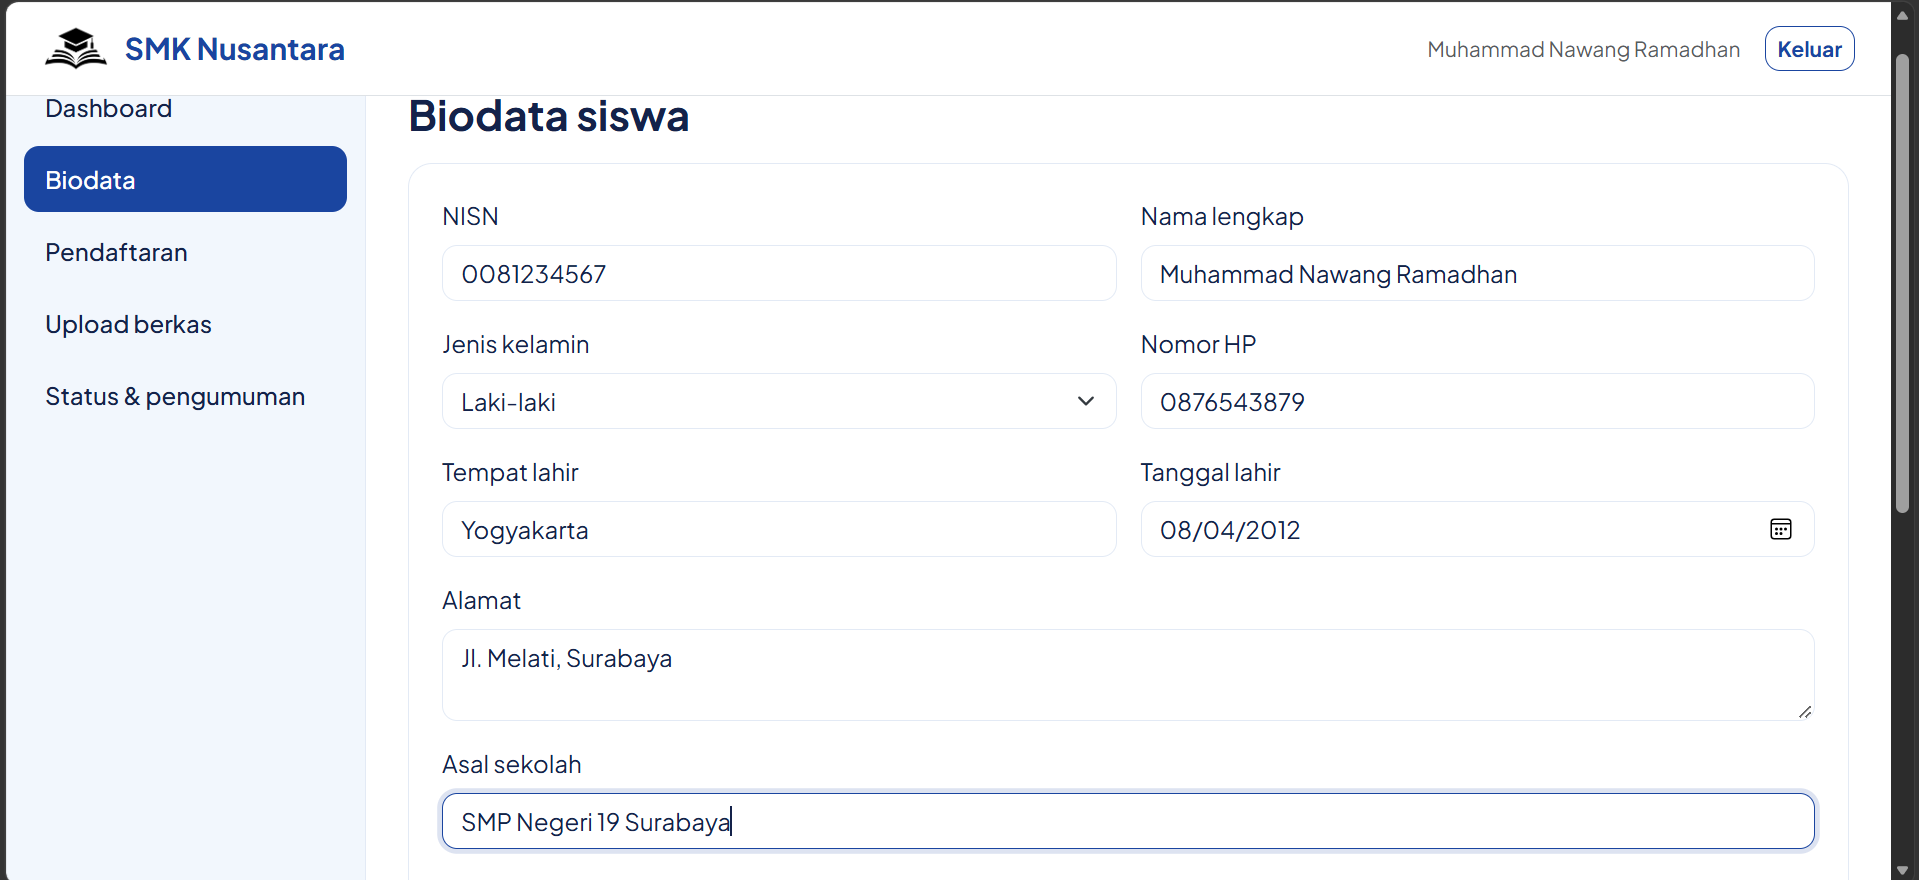 SMK Nusantara
Muhammad Nawang Ramadhan
Keluar
Dashboard
Biodata
Pendaftaran
Upload berkas
Status & pengumuman
Biodata siswa
NISN
0081234567
Nama lengkap
Muhammad Nawang Ramadhan
Jenis kelamin
Laki-laki
Nomor HP
0876543879
Tempat lahir
Yogyakarta
Tanggal lahir
08/04/2012
Alamat
Jl. Melati, Surabaya
Asal sekolah
SMP Negeri 19 Surabaya